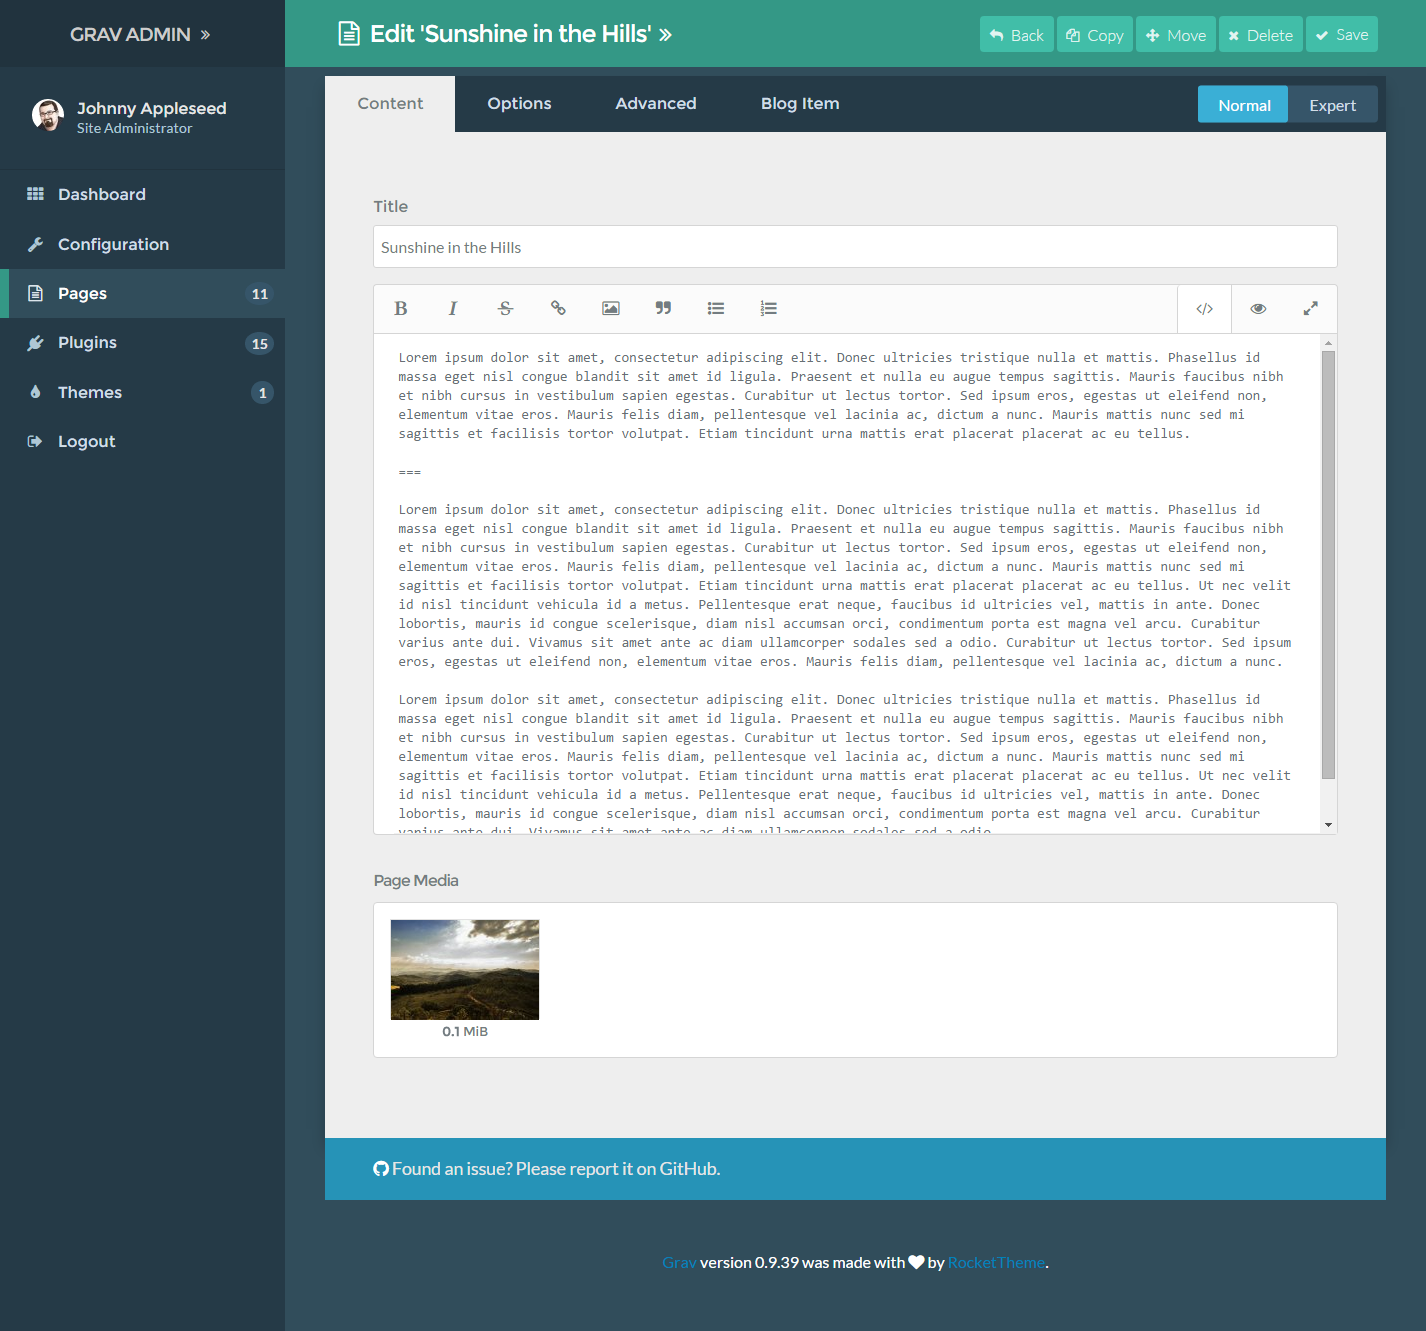 GRAV ADMIN »
Edit 'Sunshine in the Hills' »
Back
Copy
Move
Delete
Save
Johnny Appleseed
Site Administrator
Dashboard
Configuration
Pages 11
Plugins 15
Themes 1
Logout
Content
Options
Advanced
Blog Item
Normal
Expert
Title
Sunshine in the Hills
B I S
Lorem ipsum dolor sit amet, consectetur adipiscing elit. Donec ultricies tristique nulla et mattis. Phasellus id
massa eget nisl congue blandit sit amet id ligula. Praesent et nulla eu augue tempus sagittis. Mauris faucibus nibh
et nibh cursus in vestibulum sapien egestas. Curabitur ut lectus tortor. Sed ipsum eros, egestas ut eleifend non,
elementum vitae eros. Mauris felis diam, pellentesque vel lacinia ac, dictum a nunc. Mauris mattis nunc sed mi
sagittis et facilisis tortor volutpat. Etiam tincidunt urna mattis erat placerat placerat ac eu tellus.
===
Lorem ipsum dolor sit amet, consectetur adipiscing elit. Donec ultricies tristique nulla et mattis. Phasellus id
massa eget nisl congue blandit sit amet id ligula. Praesent et nulla eu augue tempus sagittis. Mauris faucibus nibh
et nibh cursus in vestibulum sapien egestas. Curabitur ut lectus tortor. Sed ipsum eros, egestas ut eleifend non,
elementum vitae eros. Mauris felis diam, pellentesque vel lacinia ac, dictum a nunc. Mauris mattis nunc sed mi
sagittis et facilisis tortor volutpat. Etiam tincidunt urna mattis erat placerat placerat ac eu tellus. Ut nec velit
id nisl tincidunt vehicula id a metus. Pellentesque erat neque, faucibus id ultricies vel, mattis in ante. Donec
lobortis, mauris id congue scelerisque, diam nisl accumsan orci, condimentum porta est magna vel arcu. Curabitur
varius ante dui. Vivamus sit amet ante ac diam ullamcorper sodales sed a odio. Curabitur ut lectus tortor. Sed ipsum
eros, egestas ut eleifend non, elementum vitae eros. Mauris felis diam, pellentesque vel lacinia ac, dictum a nunc.
Lorem ipsum dolor sit amet, consectetur adipiscing elit. Donec ultricies tristique nulla et mattis. Phasellus id
massa eget nisl congue blandit sit amet id ligula. Praesent et nulla eu augue tempus sagittis. Mauris faucibus nibh
et nibh cursus in vestibulum sapien egestas. Curabitur ut lectus tortor. Sed ipsum eros, egestas ut eleifend non,
elementum vitae eros. Mauris felis diam, pellentesque vel lacinia ac, dictum a nunc. Mauris mattis nunc sed mi
sagittis et facilisis tortor volutpat. Etiam tincidunt urna mattis erat placerat placerat ac eu tellus. Ut nec velit
id nisl tincidunt vehicula id a metus. Pellentesque erat neque, faucibus id ultricies vel, mattis in ante. Donec
lobortis, mauris id congue scelerisque, diam nisl accumsan orci, condimentum porta est magna vel arcu. Curabitur
varius ante dui. Vivamus sit amet ante ac diam ullamcorper sodales sed a odio.
Page Media
0.1 MiB
Found an issue? Please report it on GitHub.
Grav version 0.9.39 was made with by RocketTheme.